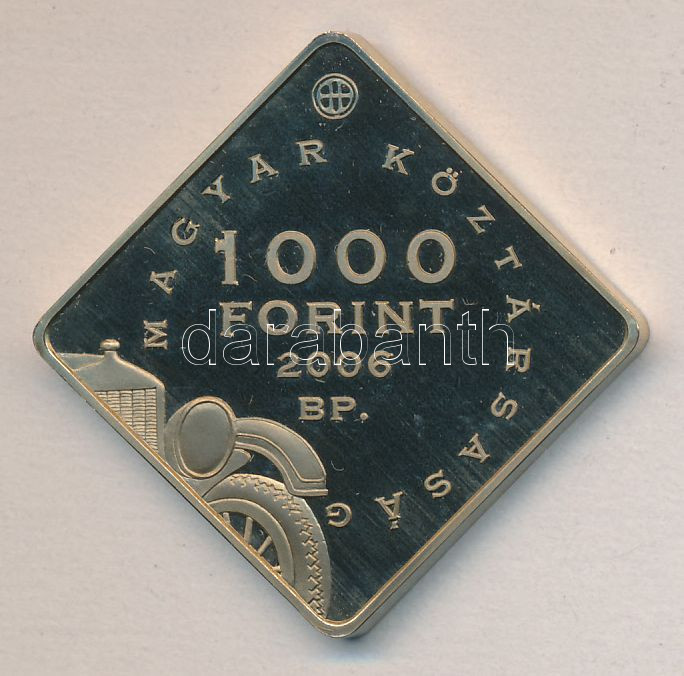 MAGYAR KÖZTÁRSASÁG
1000
FORINT
darabanth
2006
BP.